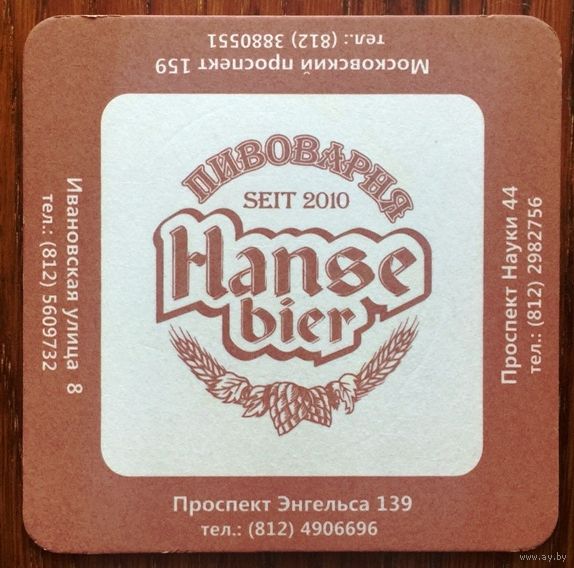 Московский проспект 159
тел.: (812) 3880551
ПИВОВАРНЯ
SEIT 2010
Hanse
bier
Ивановская улица 8
тел.: (812) 5609732
Проспект Науки 44
тел.: (812) 2982756
Проспект Энгельса 139
тел.: (812) 4906696
www.ay.by